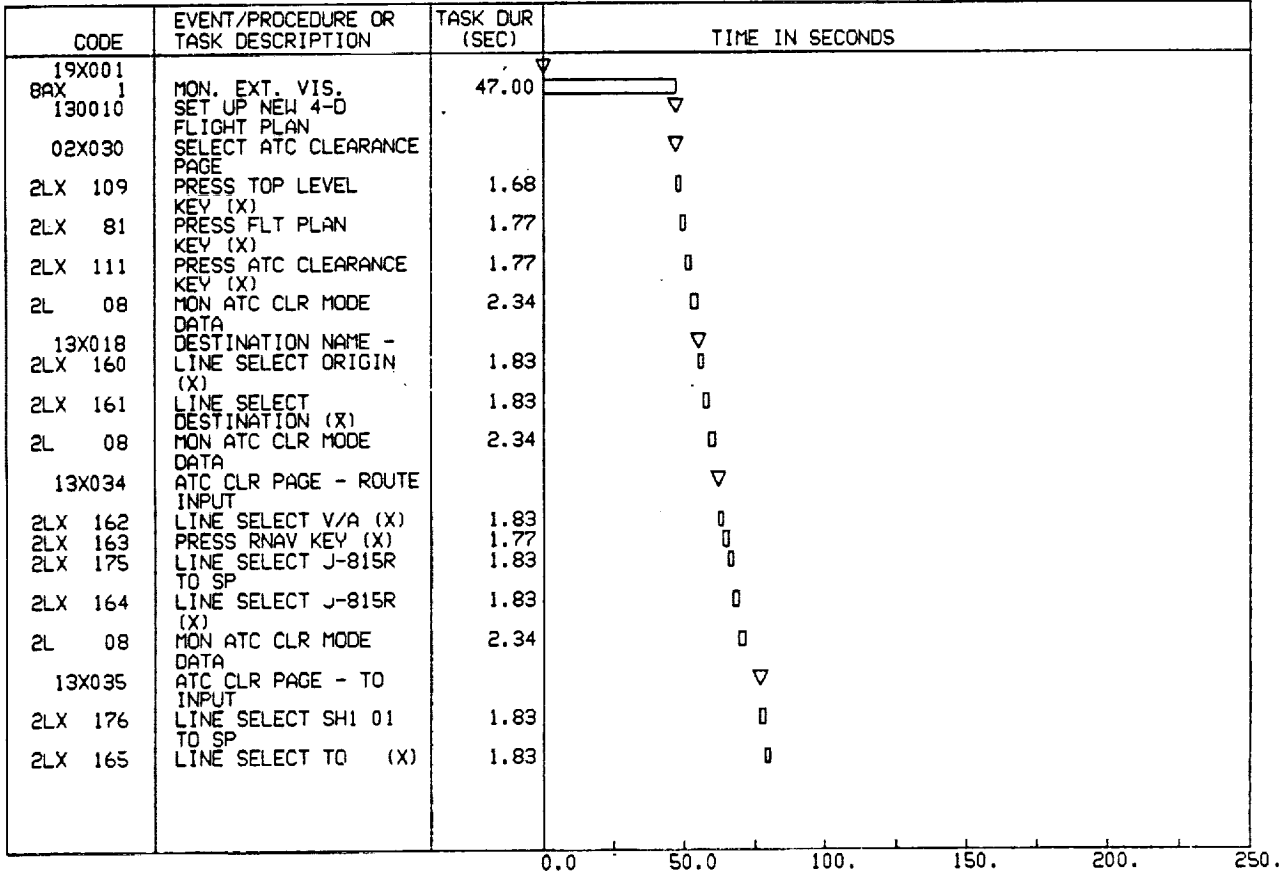 CODE
EVENT/PROCEDURE OR
TASK DESCRIPTION
TASK DUR
(SEC)
TIME IN SECONDS
19X001
8AX 1 MON. EXT. VIS. 47.00
130010 SET UP NEW 4-D
FLIGHT PLAN
02X030 SELECT ATC CLEARANCE
PAGE
2LX 109 PRESS TOP LEVEL 1.68
KEY (X)
2LX 81 PRESS FLT PLAN 1.77
KEY (X)
2LX 111 PRESS ATC CLEARANCE 1.77
KEY (X)
2L 08 MON ATC CLR MODE 2.34
DATA
13X018 DESTINATION NAME -
2LX 160 LINE SELECT ORIGIN 1.83
(X)
2LX 161 LINE SELECT 1.83
DESTINATION (X)
2L 08 MON ATC CLR MODE 2.34
DATA
13X034 ATC CLR PAGE - ROUTE
INPUT
2LX 162 LINE SELECT V/A (X) 1.83
2LX 163 PRESS RNAV KEY (X) 1.77
2LX 175 LINE SELECT J-815R 1.83
TO SP
2LX 164 LINE SELECT J-815R 1.83
(X)
2L 08 MON ATC CLR MODE 2.34
DATA
13X035 ATC CLR PAGE - TO
INPUT
2LX 176 LINE SELECT SH1 01 1.83
TO SP
2LX 165 LINE SELECT TO (X) 1.83
0.0 50.0 100. 150. 200. 250.